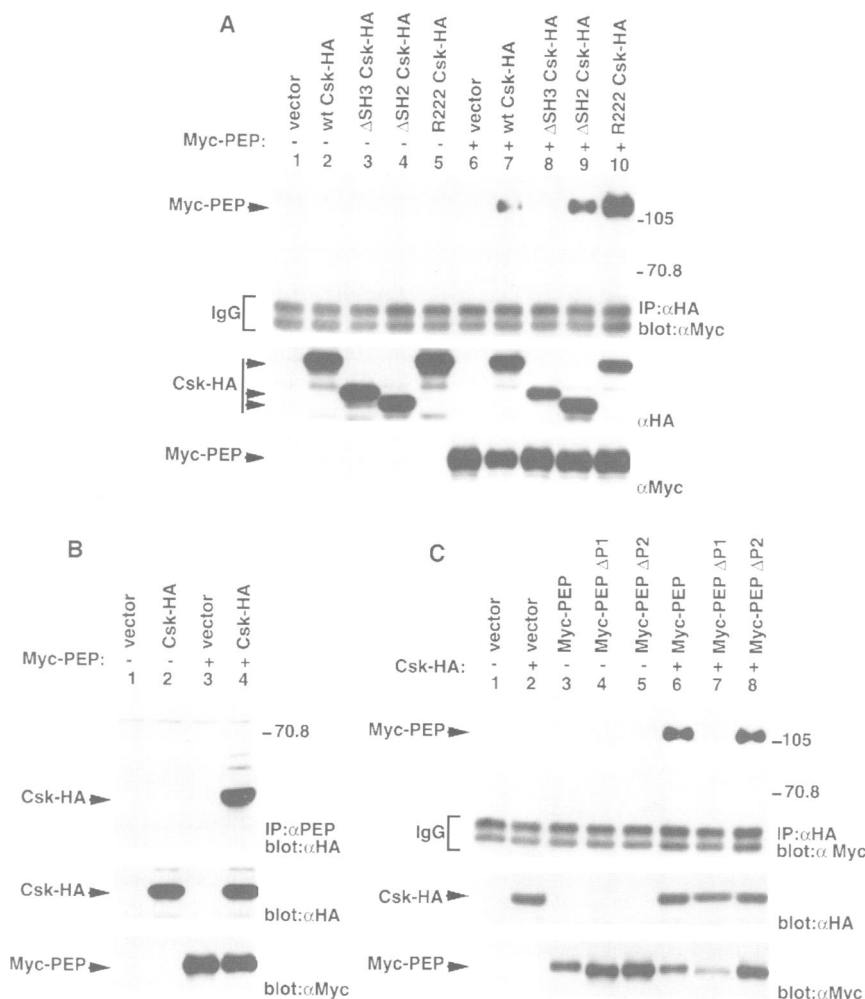 A
- vector
- wt Csk-HA
- ΔSH3 Csk-HA
- ΔSH2 Csk-HA
- R222 Csk-HA
+ vector
+ wt Csk-HA
+ ΔSH3 Csk-HA
+ ΔSH2 Csk-HA
+ R222 Csk-HA
Myc-PEP:
1 2 3 4 5 6 7 8 9 10
Myc-PEP
-105
-70.8
IgG
IP:αHA
blot:αMyc
Csk-HA
αHA
Myc-PEP
αMyc
B
- vector
- Csk-HA
+ vector
+ Csk-HA
Myc-PEP:
1 2 3 4
-70.8
Csk-HA
IP:αPEP
blot:αHA
Csk-HA
blot:αHA
Myc-PEP
blot:αMyc
C
- vector
+ vector
- Myc-PEP
- Myc-PEP ΔP1
- Myc-PEP ΔP2
+ Myc-PEP
+ Myc-PEP ΔP1
+ Myc-PEP ΔP2
Csk-HA:
1 2 3 4 5 6 7 8
Myc-PEP
-105
-70.8
IgG
IP:αHA
blot:α Myc
Csk-HA
blot:αHA
Myc-PEP
blot:αMyc